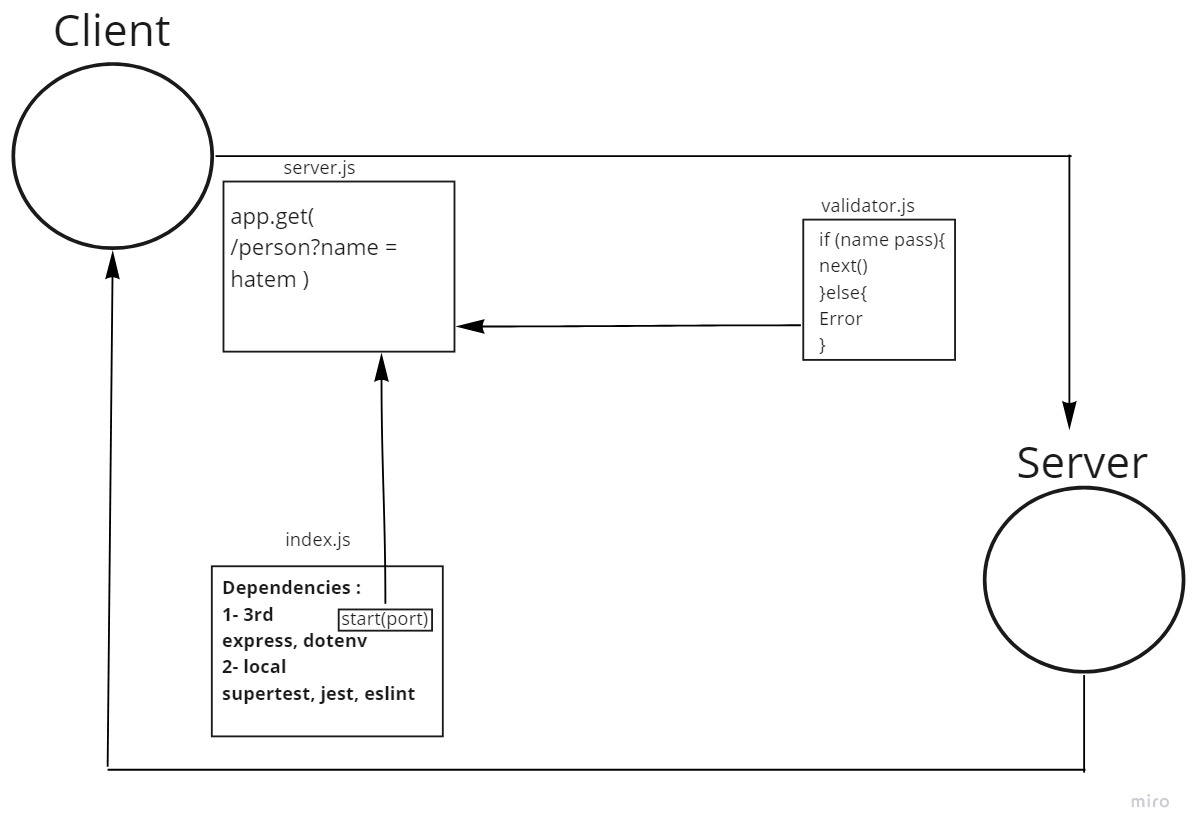 Client
server.js
app.get(
/person?name =
hatem )
validator.js
if (name pass){
next()
}else{
Error
}
Server
index.js
Dependencies :
1- 3rd
start(port)
express, dotenv
2- local
supertest, jest, eslint
miro